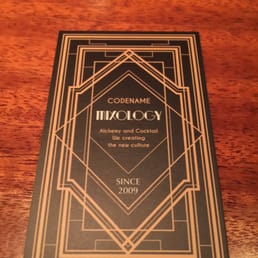 CODENAME
MIXOLOGY
Alchemy and Cocktail
We creating
the new culture
SINCE
2009